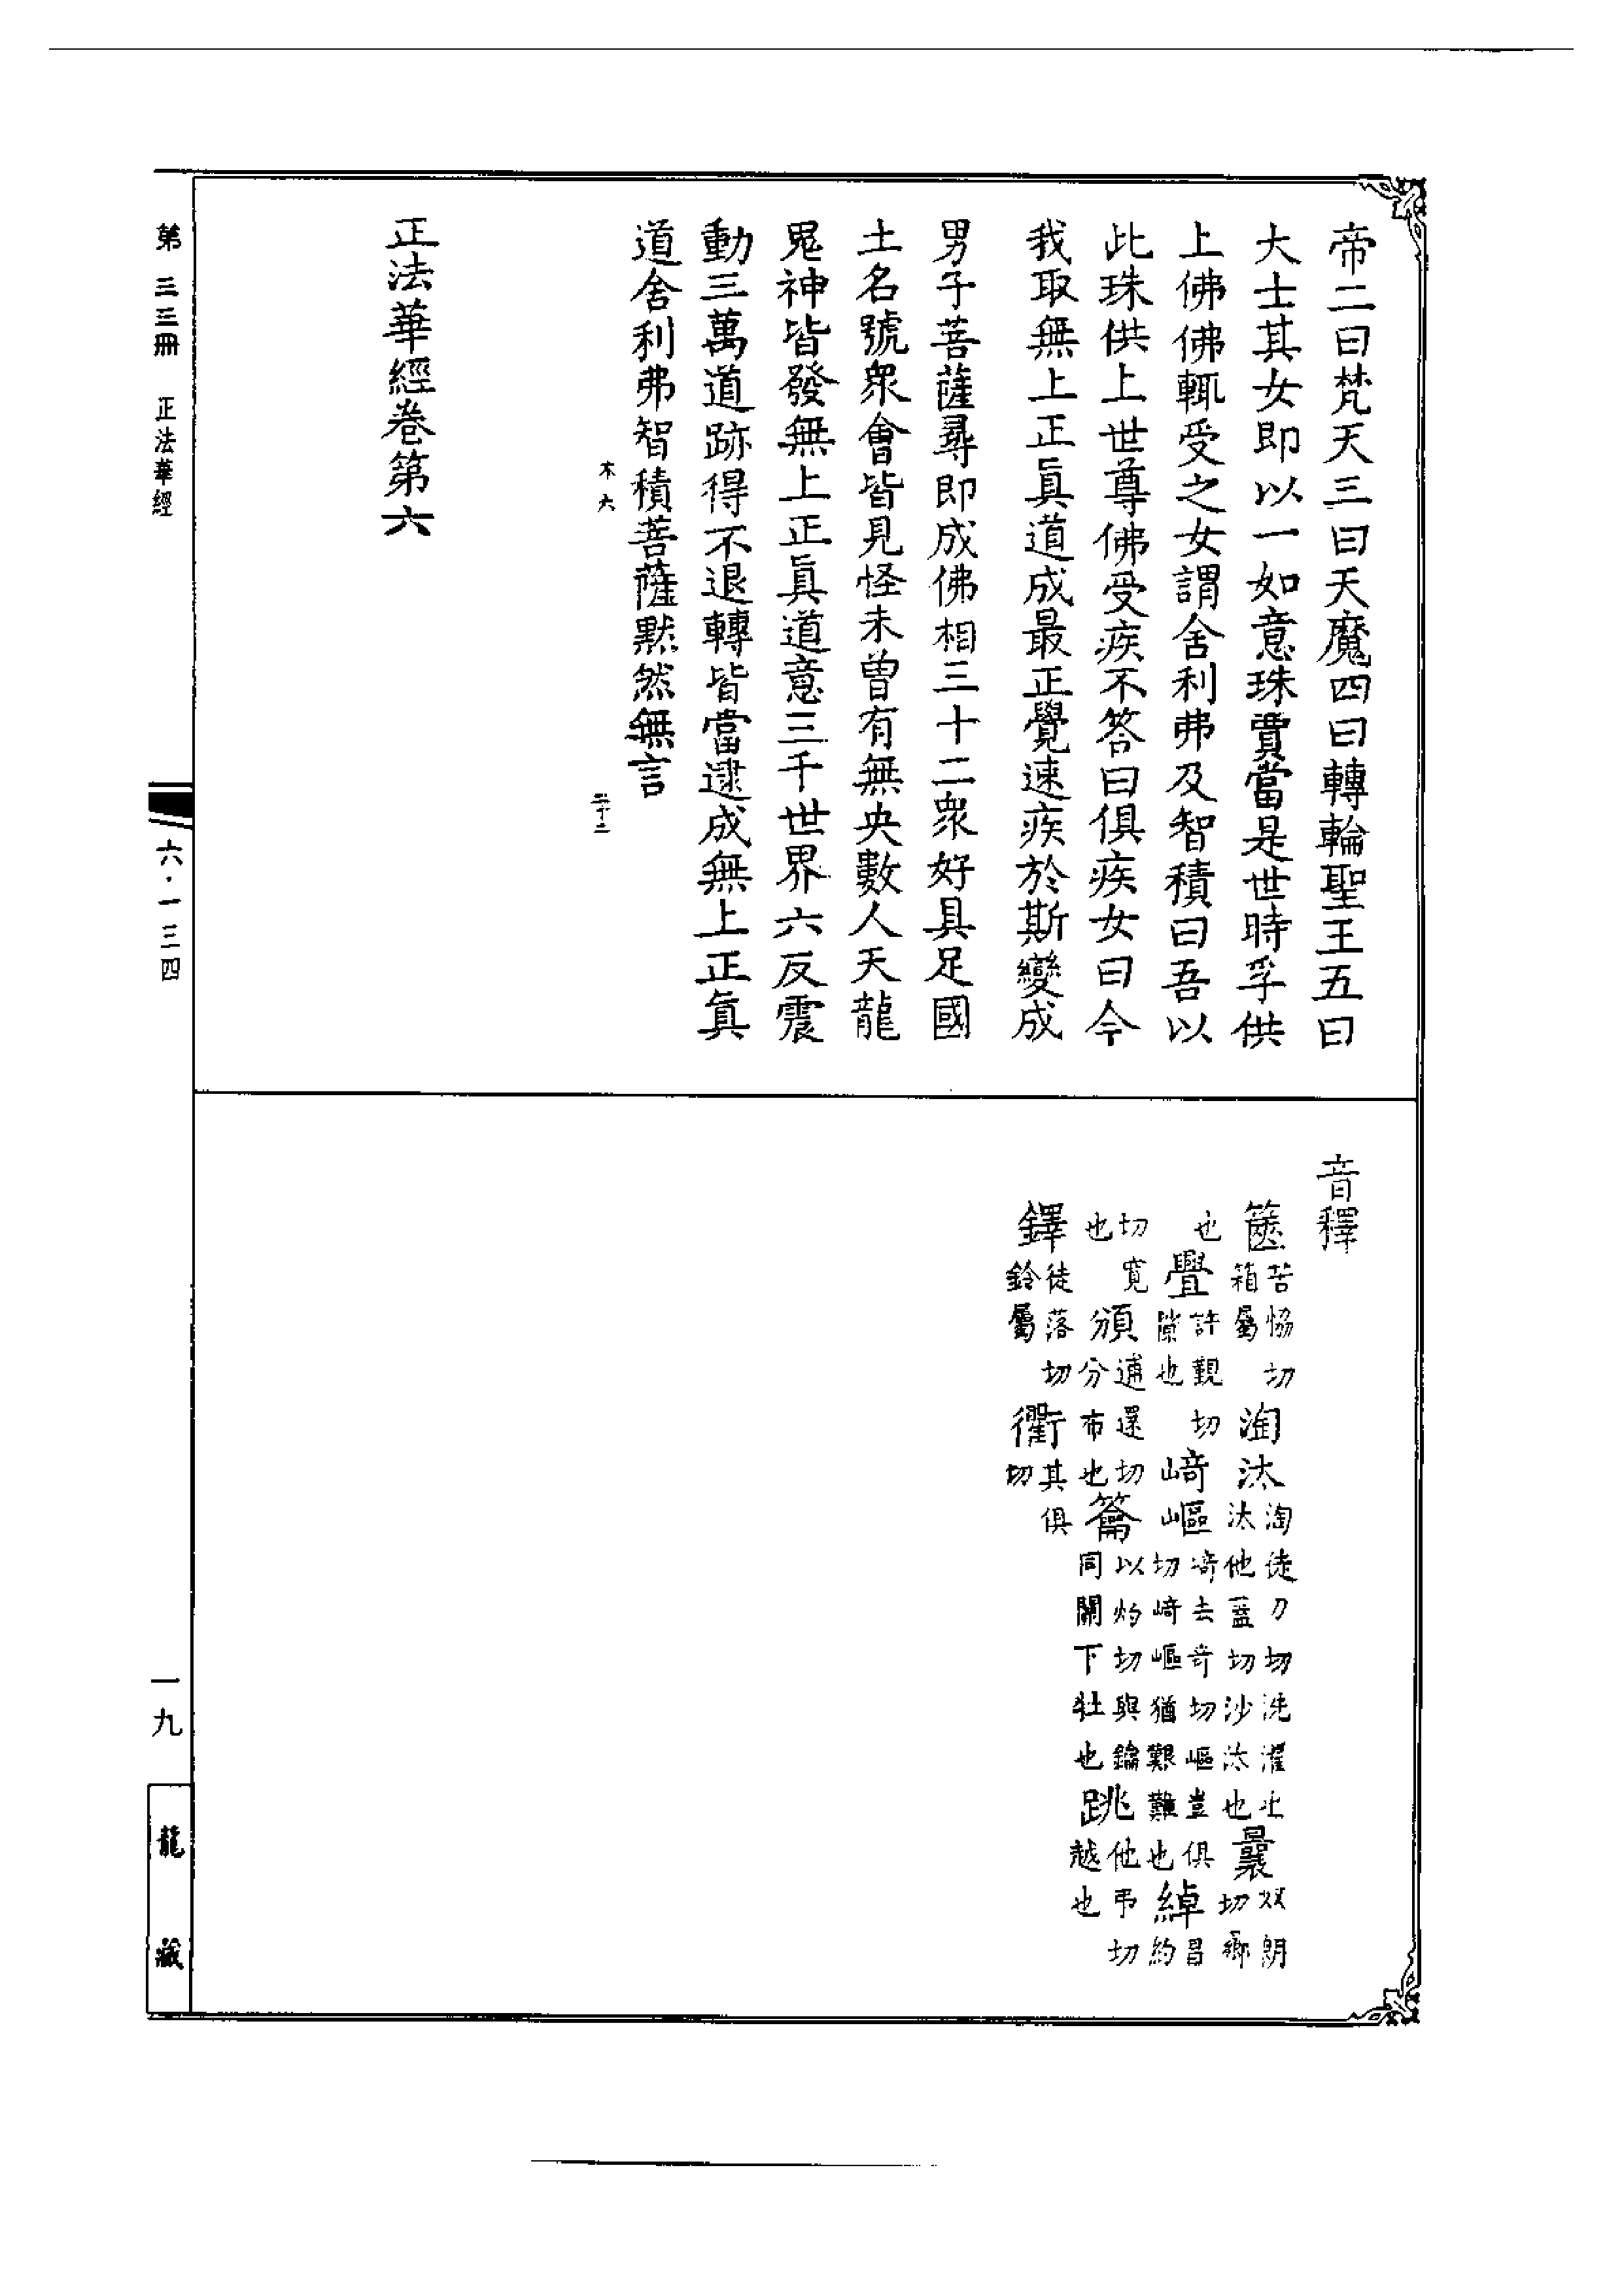 帝二曰梵天三曰天魔四曰轉輪聖王五曰
大士其女即以一如意珠賈當是世時孚供
上佛佛輒受之女謂舍利弗及智積曰吾以
此珠供上世尊佛受疾不答曰俱疾女曰今
我取無上正眞道成最正覺速疾於斯變成
男子菩薩尋即成佛相三十二衆好具足國
土名號衆會皆見怪未曾有無央數人天龍
鬼神皆發無上正眞道意三千世界六反震
動三萬道跡得不退轉皆當逮成無上正眞
道舍利弗智積菩薩黙然無言
木六
二十二
正法華經卷第六
音釋
篋苦協切箱屬 淘汰淘徒刀切洗濯也汰他蓋切沙汰也 曩奴朗切曏
也 舋許觀切隙也 崎嶇崎去奇切嶇豈俱切崎嶇猶艱難也 綽昌約
切寬也 頒逋還切分布也 籥以灼切與鑰同關下牡也 跳他弔切越也
鐸徒落切鈴屬 衢其俱切
第三三冊 正法華經
六·一三四
一九
龍藏